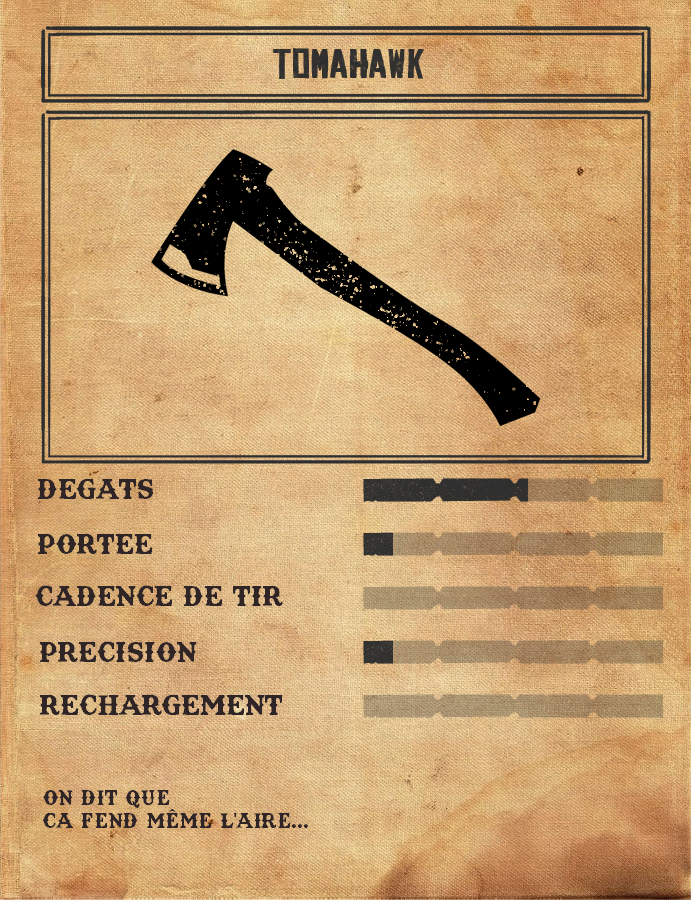 TOMAHAWK
DEGATS
PORTEE
CADENCE DE TIR
PRECISION
RECHARGEMENT
ON DIT QUE
CA FEND MÊME L'AIRE...